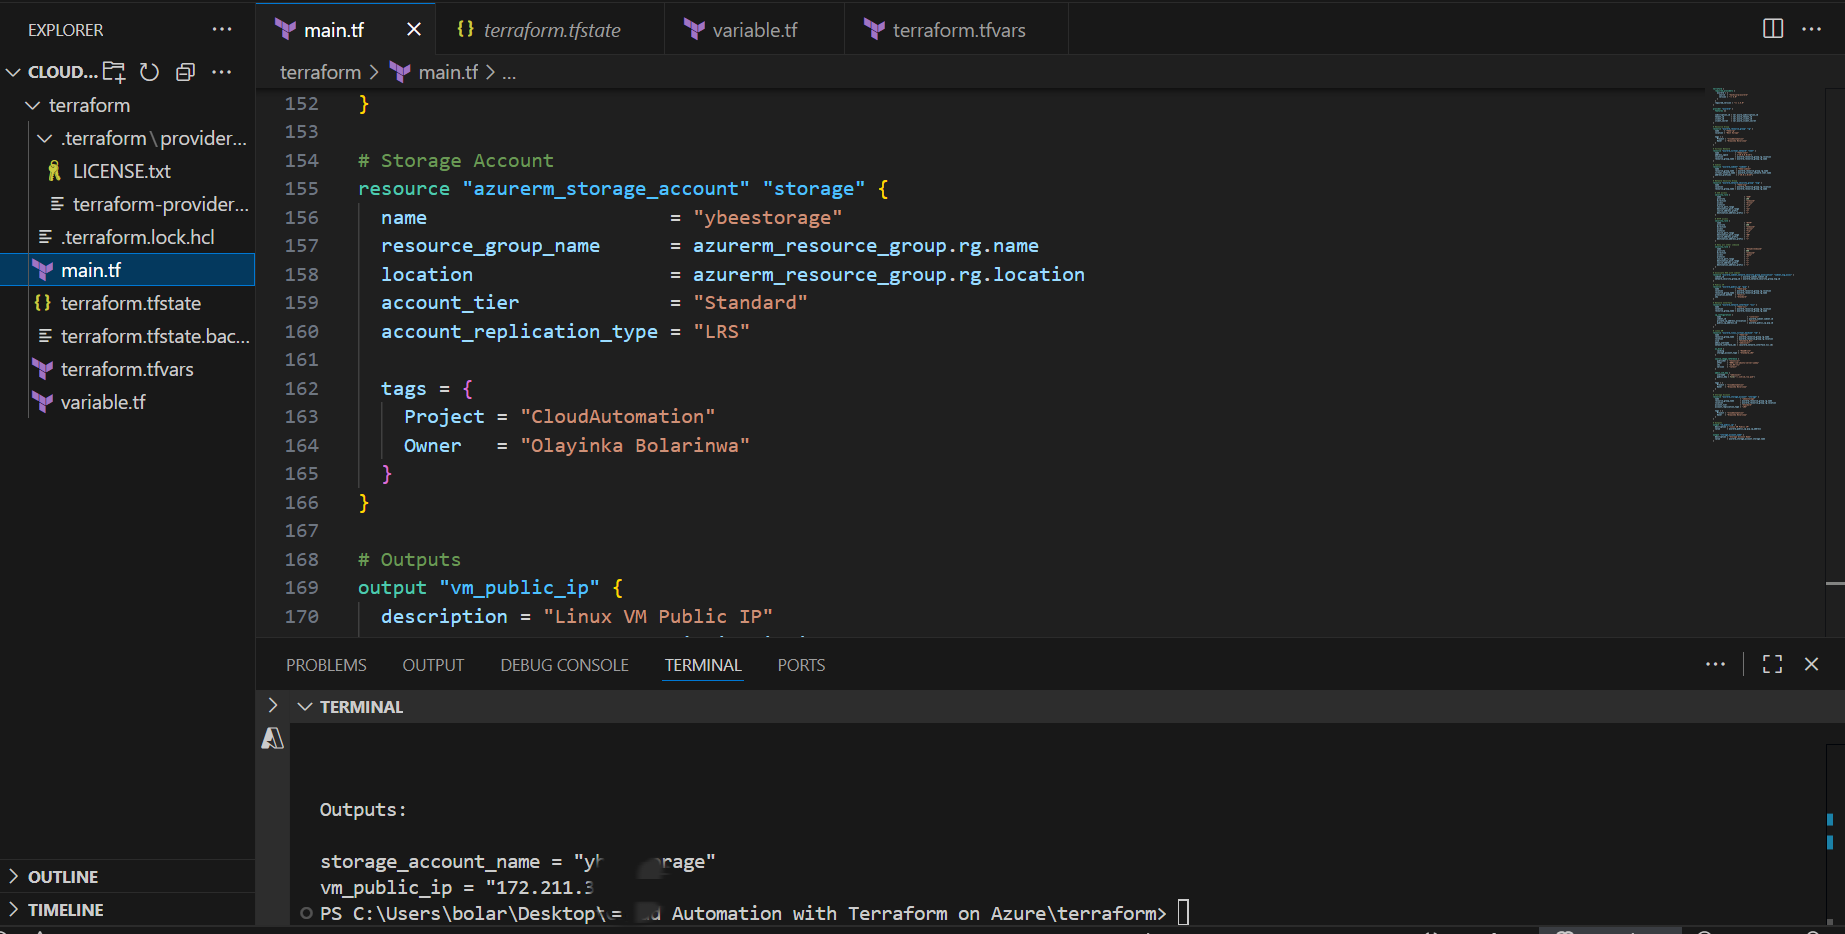 EXPLORER
CLOUD...
terraform
.terraform\provider...
LICENSE.txt
terraform-provider...
.terraform.lock.hcl
main.tf
terraform.tfstate
terraform.tfstate.bac...
terraform.tfvars
variable.tf
OUTLINE
TIMELINE
main.tf
terraform.tfstate
variable.tf
terraform.tfvars
terraform > main.tf > ...
152 }
153
154 # Storage Account
155 resource "azurerm_storage_account" "storage" {
156 name = "ybeestorage"
157 resource_group_name = azurerm_resource_group.rg.name
158 location = azurerm_resource_group.rg.location
159 account_tier = "Standard"
160 account_replication_type = "LRS"
161
162 tags = {
163 Project = "CloudAutomation"
164 Owner = "Olayinka Bolarinwa"
165 }
166 }
167
168 # Outputs
169 output "vm_public_ip" {
170 description = "Linux VM Public IP"
PROBLEMS OUTPUT DEBUG CONSOLE TERMINAL PORTS
TERMINAL
Outputs:
storage_account_name = "yb rage"
vm_public_ip = "172.211.3
PS C:\Users\bolar\Desktop\ Automation with Terraform on Azure\terraform>